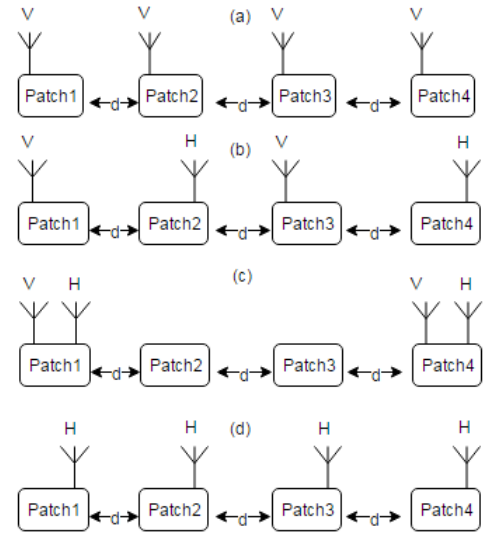 (a)
V V V V
Patch1 d Patch2 d Patch3 d Patch4
(b)
V H V H
Patch1 d Patch2 d Patch3 d Patch4
(c)
V H V H
Patch1 d Patch2 d Patch3 d Patch4
(d)
H H H H
Patch1 d Patch2 d Patch3 d Patch4